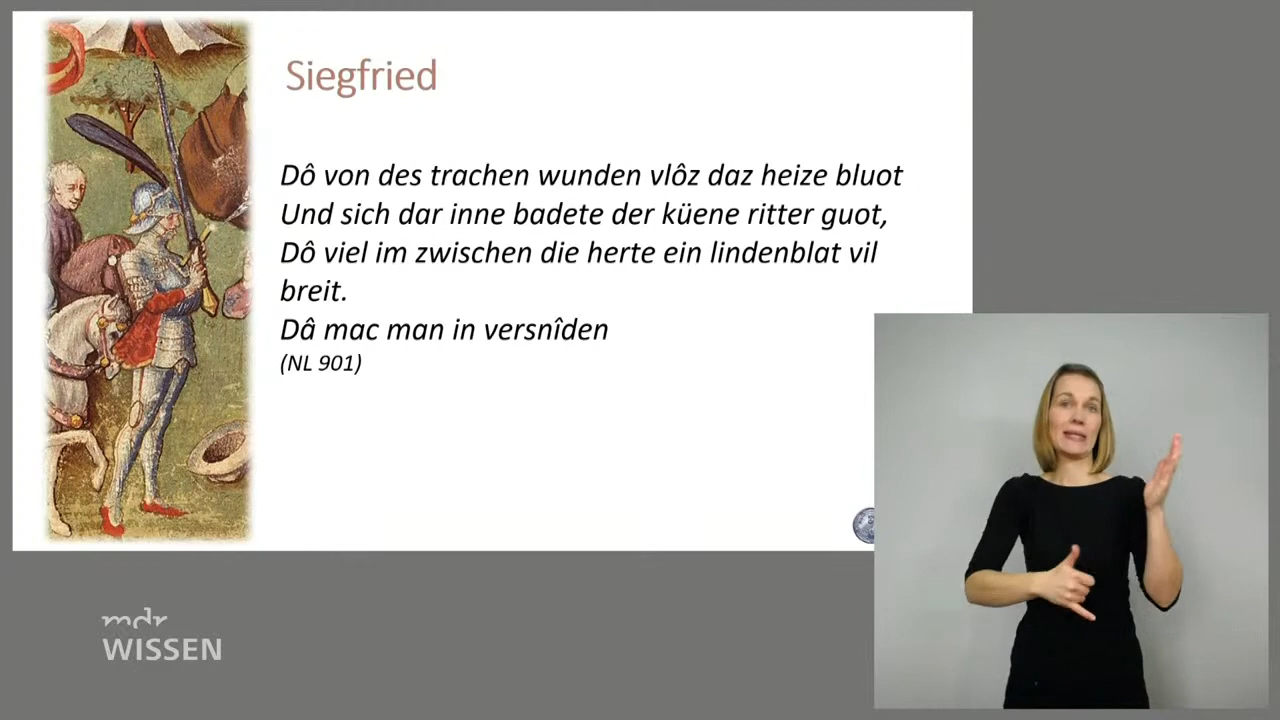 Siegfried
Dô von des trachen wunden vlôz daz heize bluot
Und sich dar inne badete der küene ritter guot,
Dô viel im zwischen die herte ein lindenblat vil
breit.
Dâ mac man in versnîden
(NL 901)
mdr
WISSEN